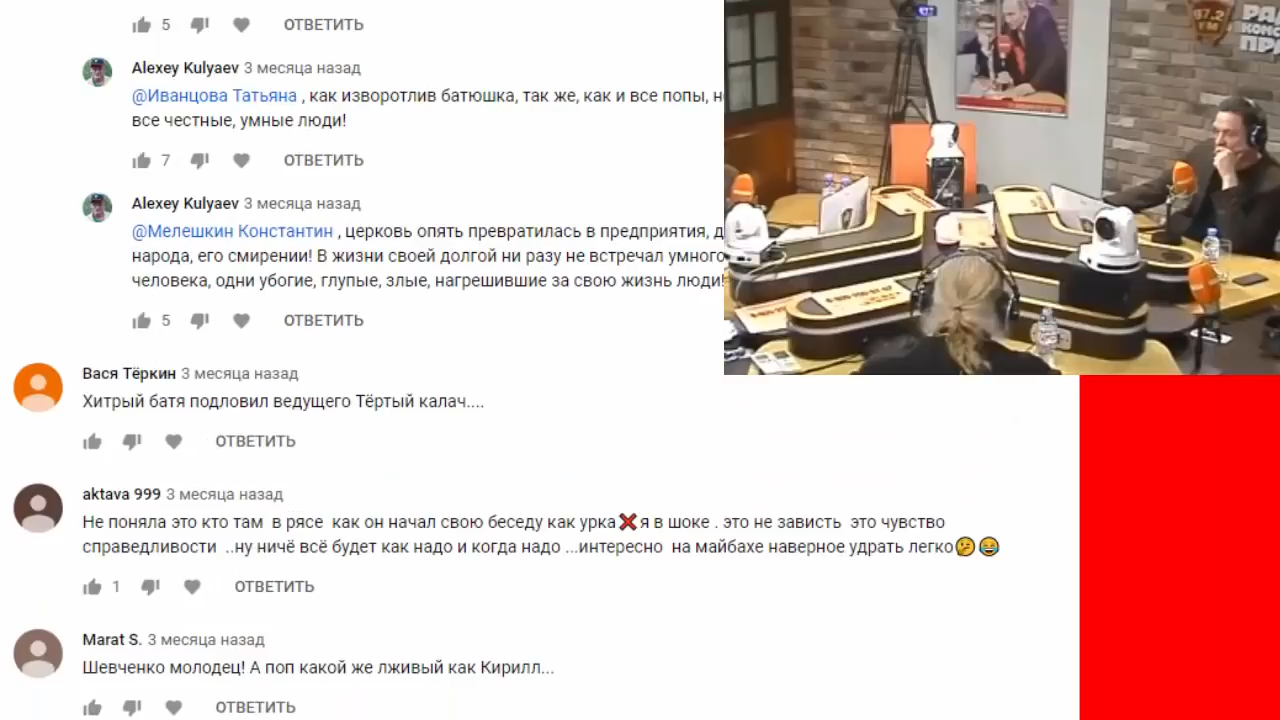 5 ОТВЕТИТЬ
Alexey Kulyaev 3 месяца назад
@Иванцова Татьяна , как изворотлив батюшка, так же, как и все попы,
все честные, умные люди!
7 ОТВЕТИТЬ
Alexey Kulyaev 3 месяца назад
@Мелешкин Константин , церковь опять превратилась в предприятия,
народа, его смирении! В жизни своей долгой ни разу не встречал умного
человека, одни убогие, глупые, злые, нагрешившие за свою жизнь люди!
5 ОТВЕТИТЬ
Вася Тёркин 3 месяца назад
Хитрый батя подловил ведущего Тёртый калач....
ОТВЕТИТЬ
aktava 999 3 месяца назад
Не поняла это кто там в рясе как он начал свою беседу как урка❌я в шоке . это не зависть это чувство
справедливости ..ну ничё всё будет как надо и когда надо ...интересно на майбахе наверное удрать легко🤔😂
1 ОТВЕТИТЬ
Marat S. 3 месяца назад
Шевченко молодец! А поп какой же лживый как Кирилл...
ОТВЕТИТЬ
97.2
FM